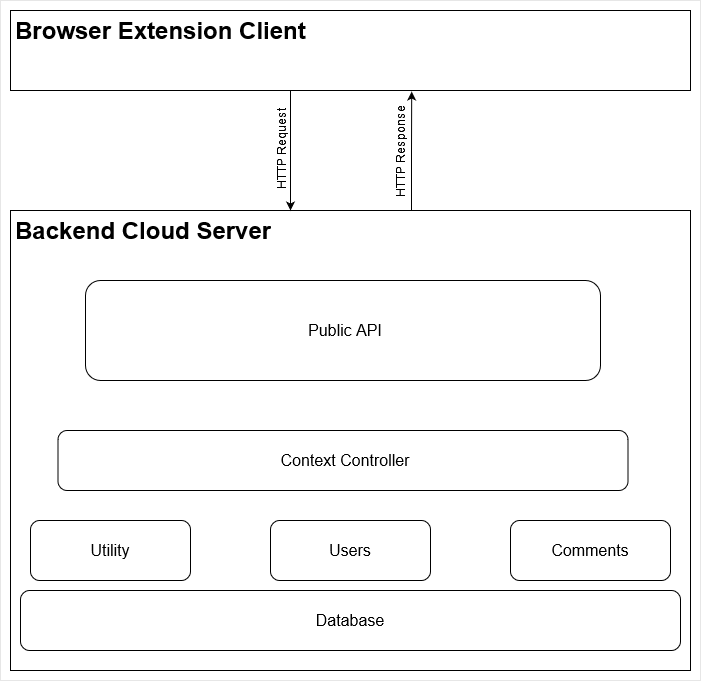 Browser Extension Client
HTTP Request
HTTP Response
Backend Cloud Server
Public API
Context Controller
Utility
Users
Comments
Database